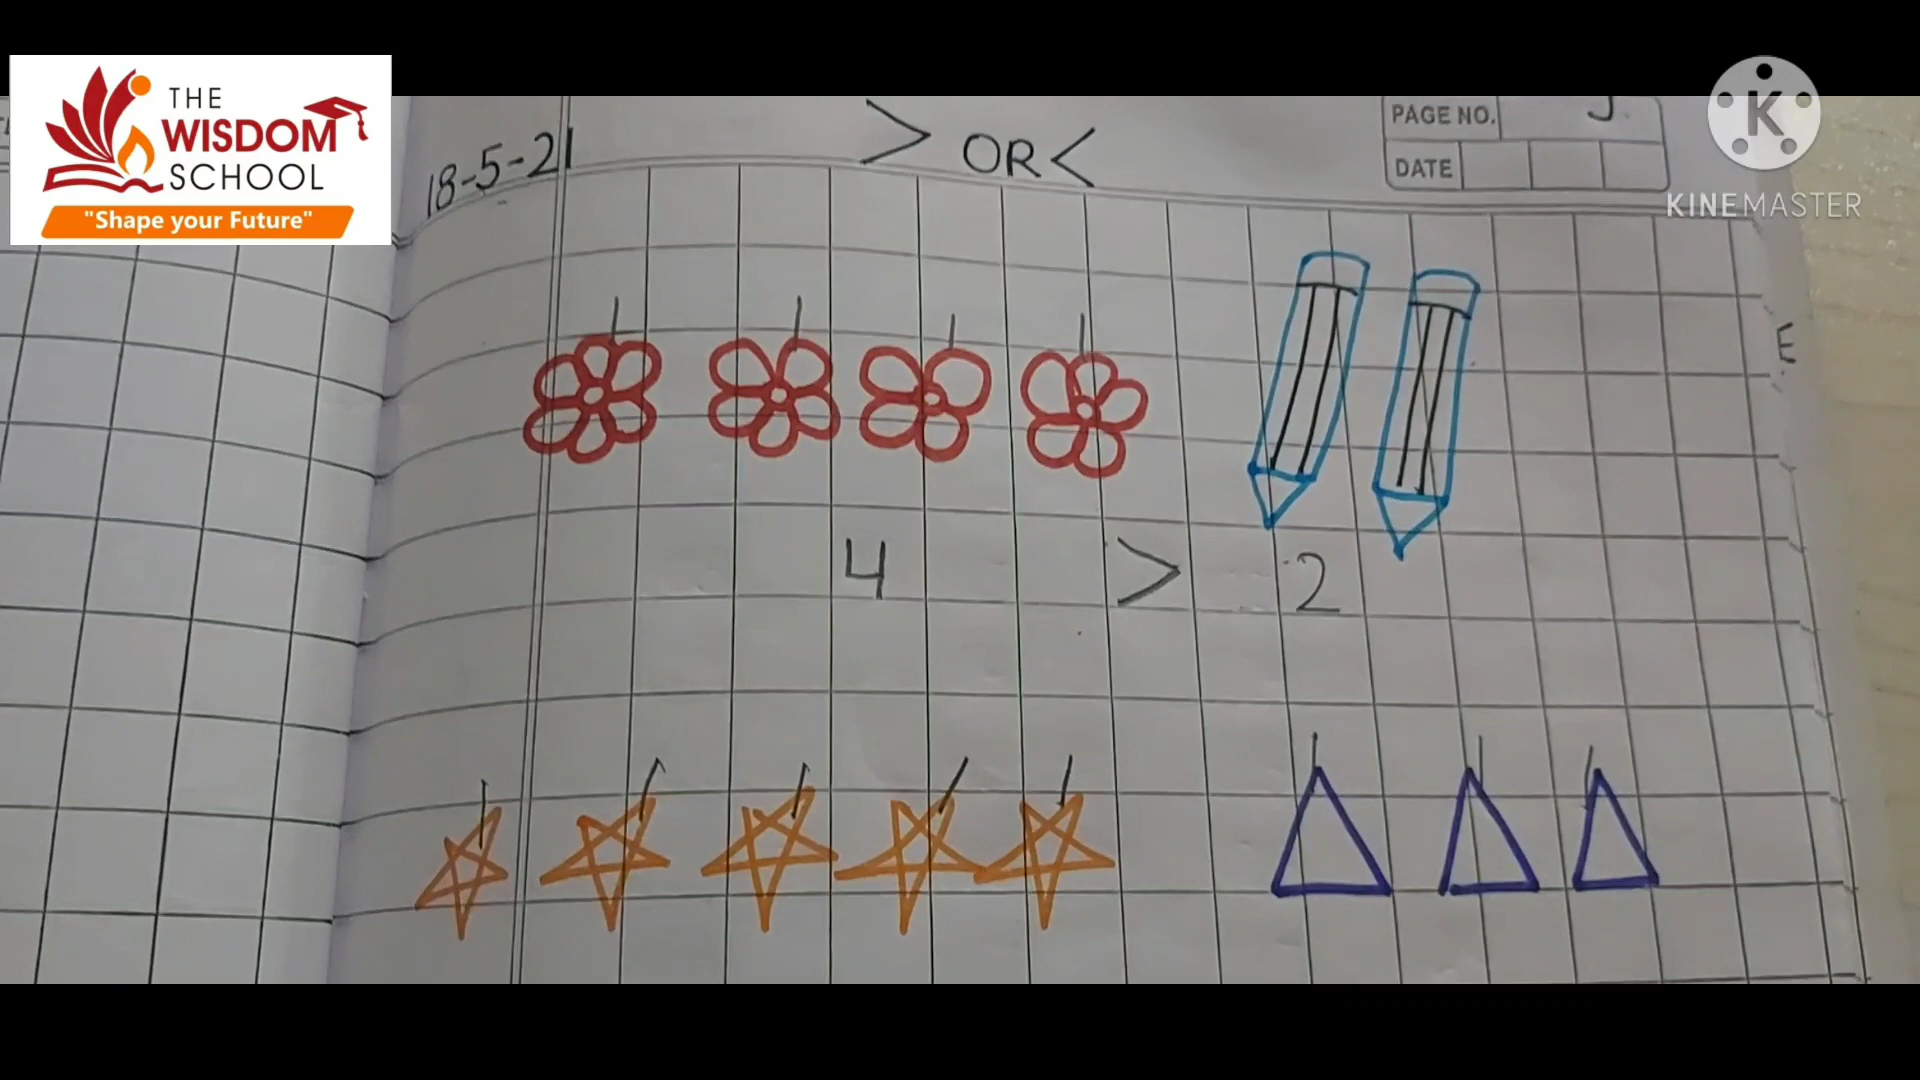 THE
WISDOM
SCHOOL
"Shape your Future"
18-5-21
> OR <
PAGE NO.
DATE
K
KINEMASTER
E.
4 > 2